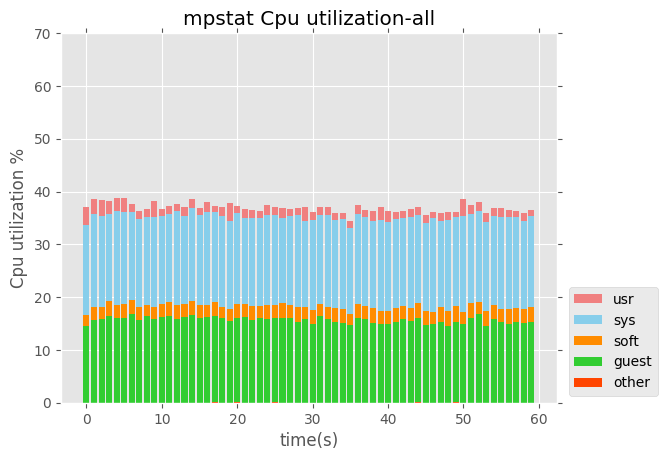 mpstat Cpu utilization-all
70
60
50
40
30
20
10
0
Cpu utilization %
0 10 20 30 40 50 60
time(s)
usr
sys
soft
guest
other